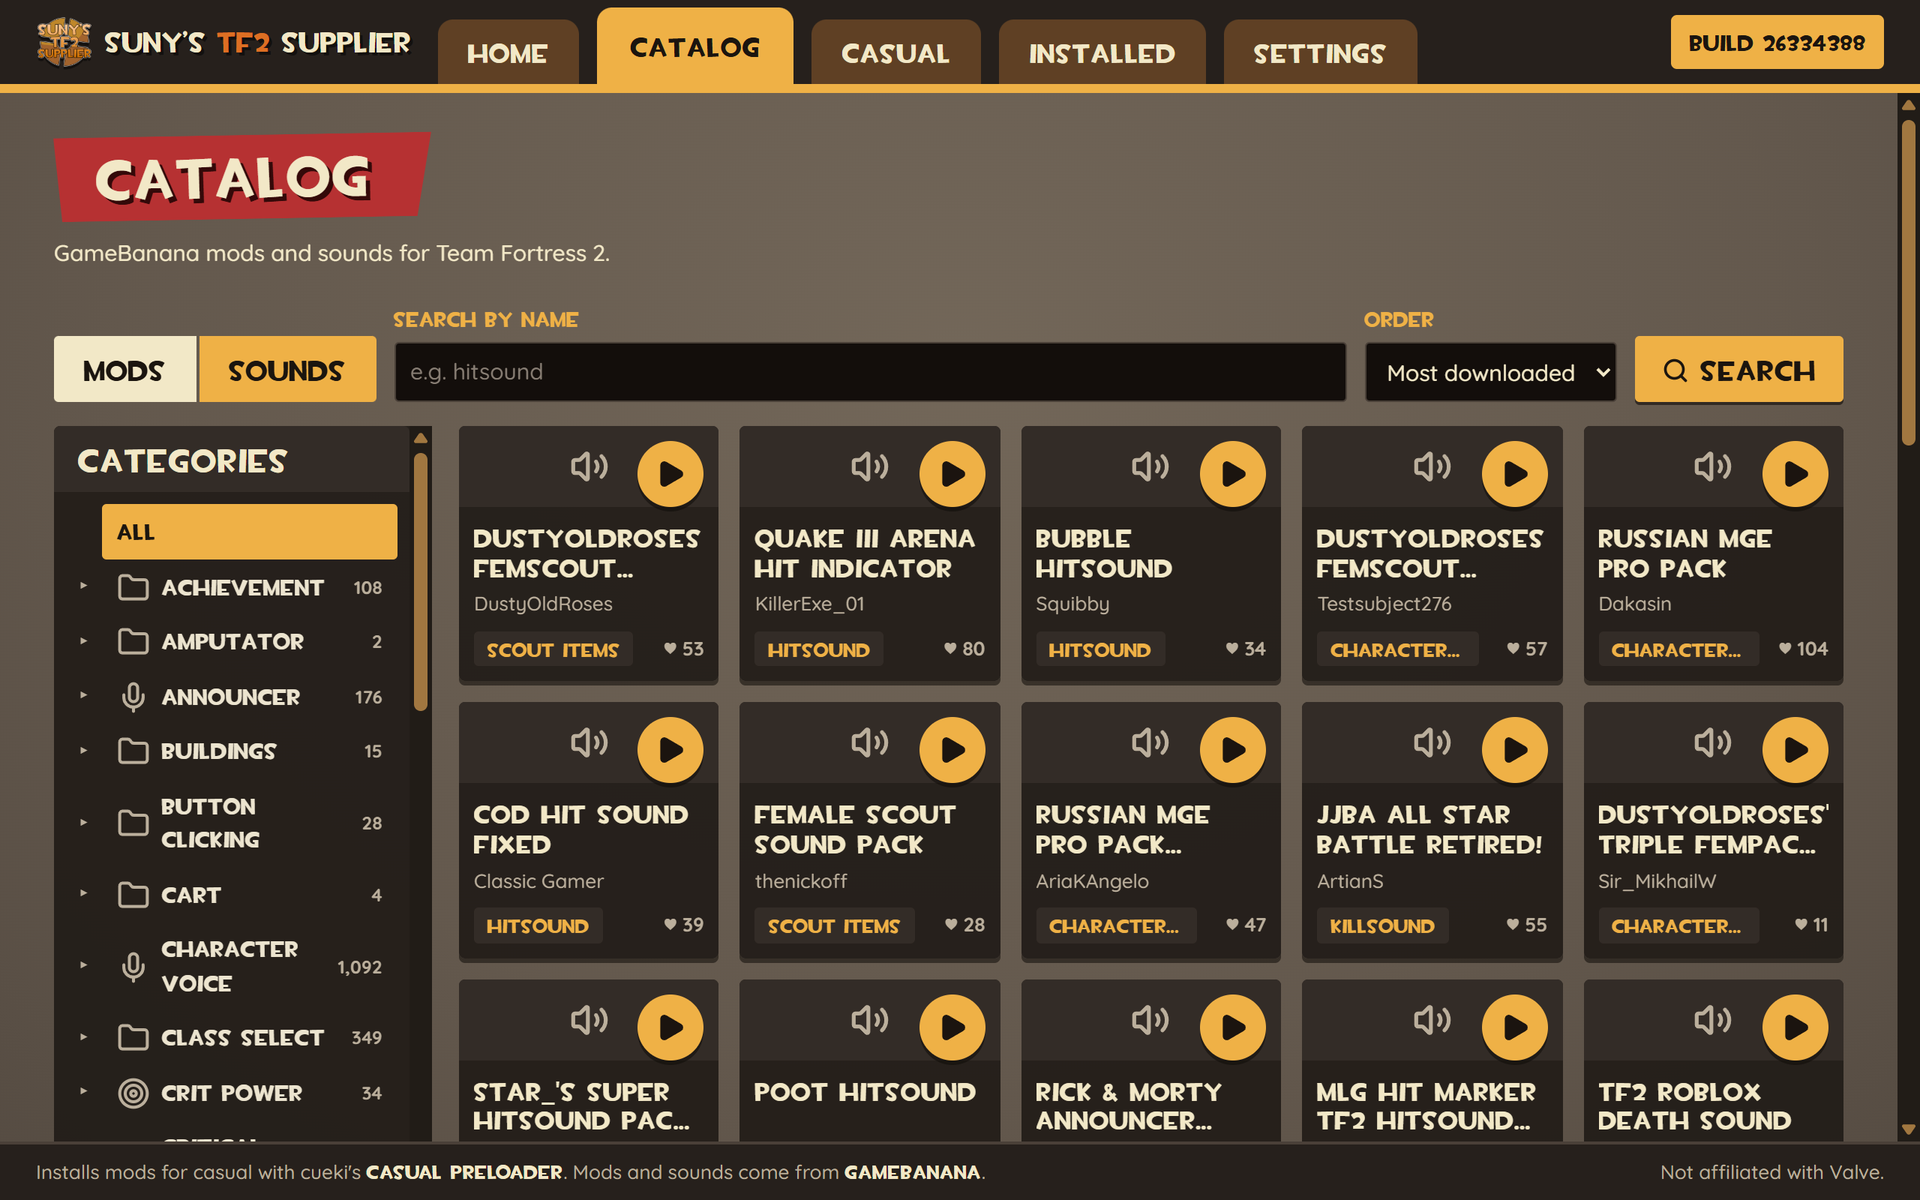 SUNY'S TF2 SUPPLIER
SUNY'S TF2 SUPPLIER
HOME
CATALOG
CASUAL
INSTALLED
SETTINGS
BUILD 26334388
CATALOG
GameBanana mods and sounds for Team Fortress 2.
SEARCH BY NAME
ORDER
MODS
SOUNDS
e.g. hitsound
Most downloaded
SEARCH
CATEGORIES
ALL
ACHIEVEMENT 108
AMPUTATOR 2
ANNOUNCER 176
BUILDINGS 15
BUTTON
CLICKING 28
CART 4
CHARACTER
VOICE 1,092
CLASS SELECT 349
CRIT POWER 34
CRITICAL
DUSTYOLDROSES
FEMSCOUT...
DustyOldRoses
SCOUT ITEMS 53
QUAKE III ARENA
HIT INDICATOR
KillerExe_01
HITSOUND 80
BUBBLE
HITSOUND
Squibby
HITSOUND 34
DUSTYOLDROSES
FEMSCOUT...
Testsubject276
CHARACTER... 57
RUSSIAN MGE
PRO PACK
Dakasin
CHARACTER... 104
COD HIT SOUND
FIXED
Classic Gamer
HITSOUND 39
FEMALE SCOUT
SOUND PACK
thenickoff
SCOUT ITEMS 28
RUSSIAN MGE
PRO PACK...
AriaKAngelo
CHARACTER... 47
JJBA ALL STAR
BATTLE RETIRED!
ArtianS
KILLSOUND 55
DUSTYOLDROSES'
TRIPLE FEMPAC...
Sir_MikhailW
CHARACTER... 11
STAR_'S SUPER
HITSOUND PAC...
POOT HITSOUND
RICK & MORTY
ANNOUNCER...
MLG HIT MARKER
TF2 HITSOUND...
TF2 ROBLOX
DEATH SOUND
Installs mods for casual with cueki's CASUAL PRELOADER. Mods and sounds come from GAMEBANANA.
Not affiliated with Valve.